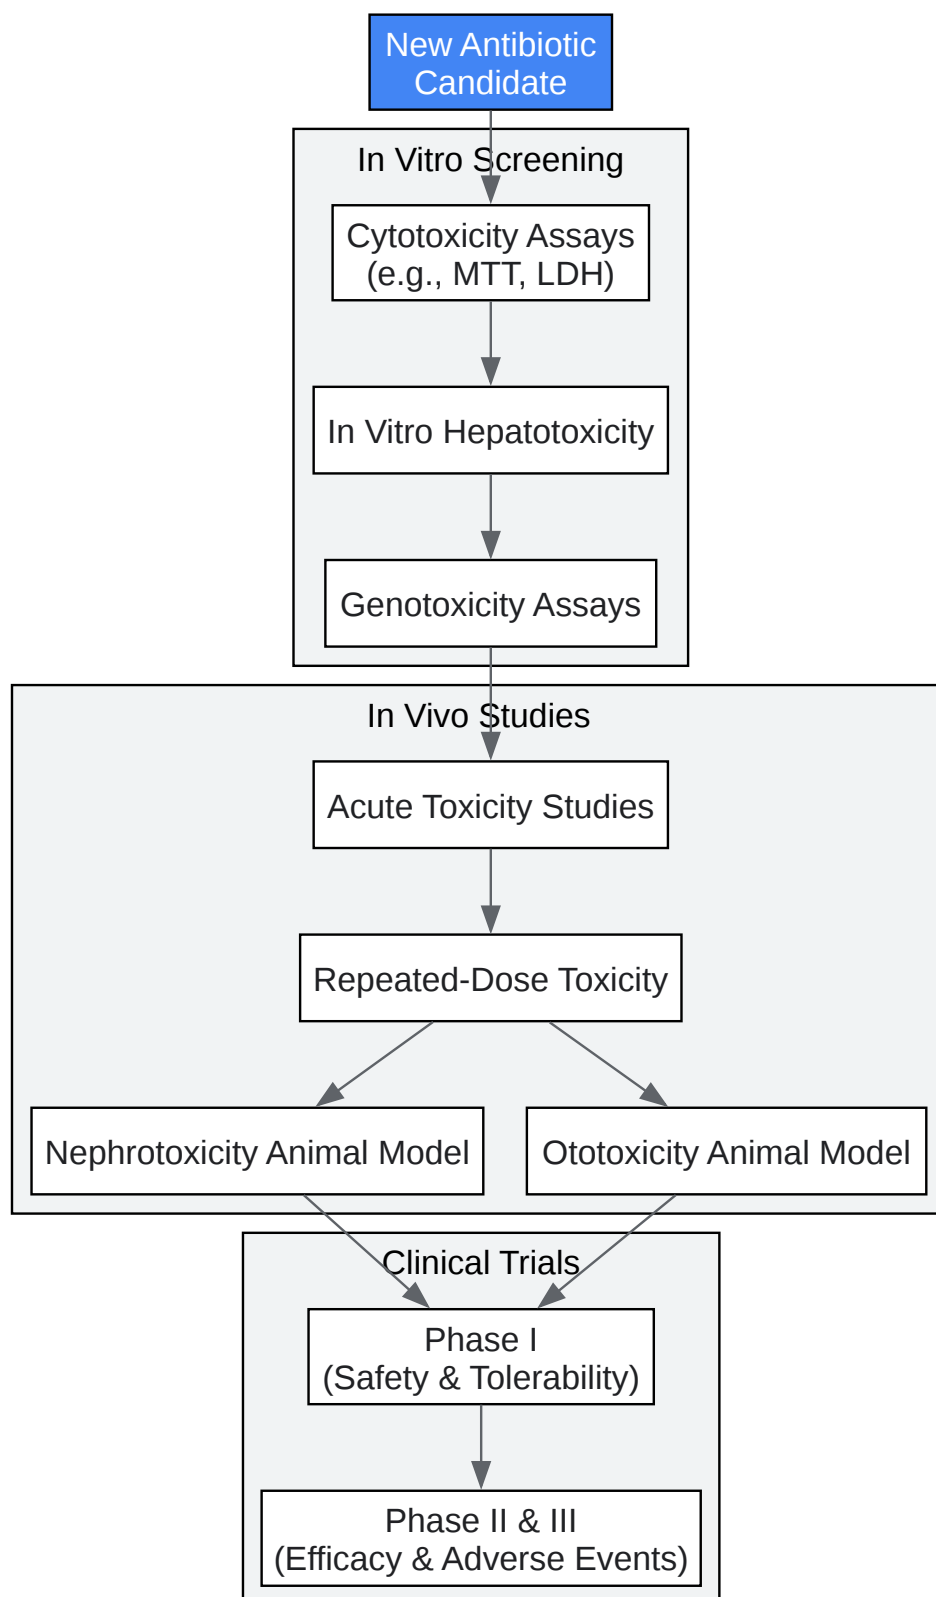 New Antibiotic
Candidate
In Vitro Screening
Cytotoxicity Assays
(e.g., MTT, LDH)
In Vitro Hepatotoxicity
Genotoxicity Assays
In Vivo Studies
Acute Toxicity Studies
Repeated-Dose Toxicity
Nephrotoxicity Animal Model
Ototoxicity Animal Model
Clinical Trials
Phase I
(Safety & Tolerability)
Phase II & III
(Efficacy & Adverse Events)